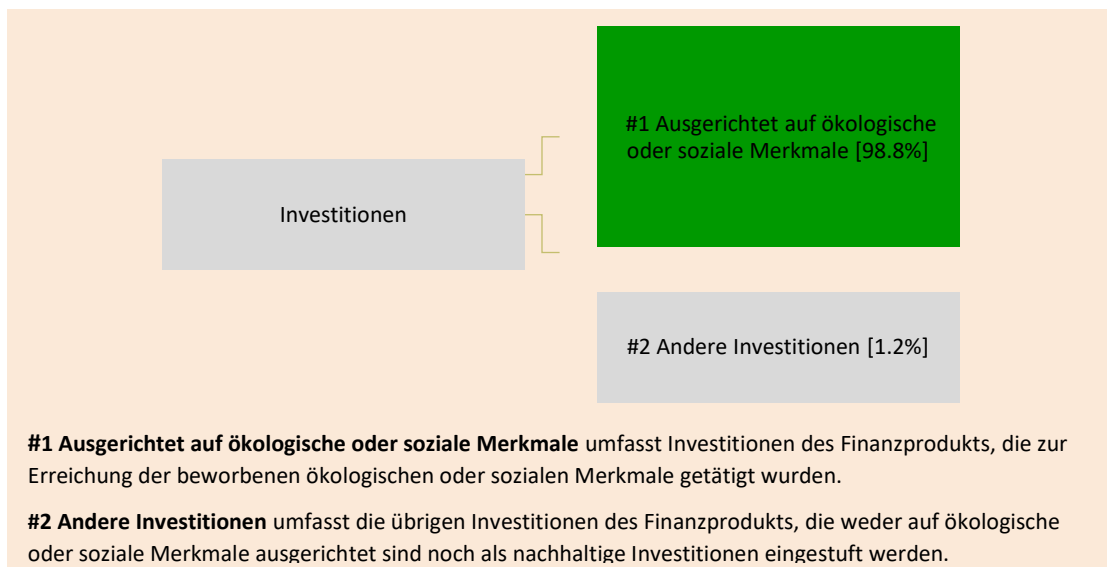 #1 Ausgerichtet auf ökologische
oder soziale Merkmale [98.8%]
Investitionen
#2 Andere Investitionen [1.2%]
#1 Ausgerichtet auf ökologische oder soziale Merkmale umfasst Investitionen des Finanzprodukts, die zur
Erreichung der beworbenen ökologischen oder sozialen Merkmale getätigt wurden.
#2 Andere Investitionen umfasst die übrigen Investitionen des Finanzprodukts, die weder auf ökologische
oder soziale Merkmale ausgerichtet sind noch als nachhaltige Investitionen eingestuft werden.